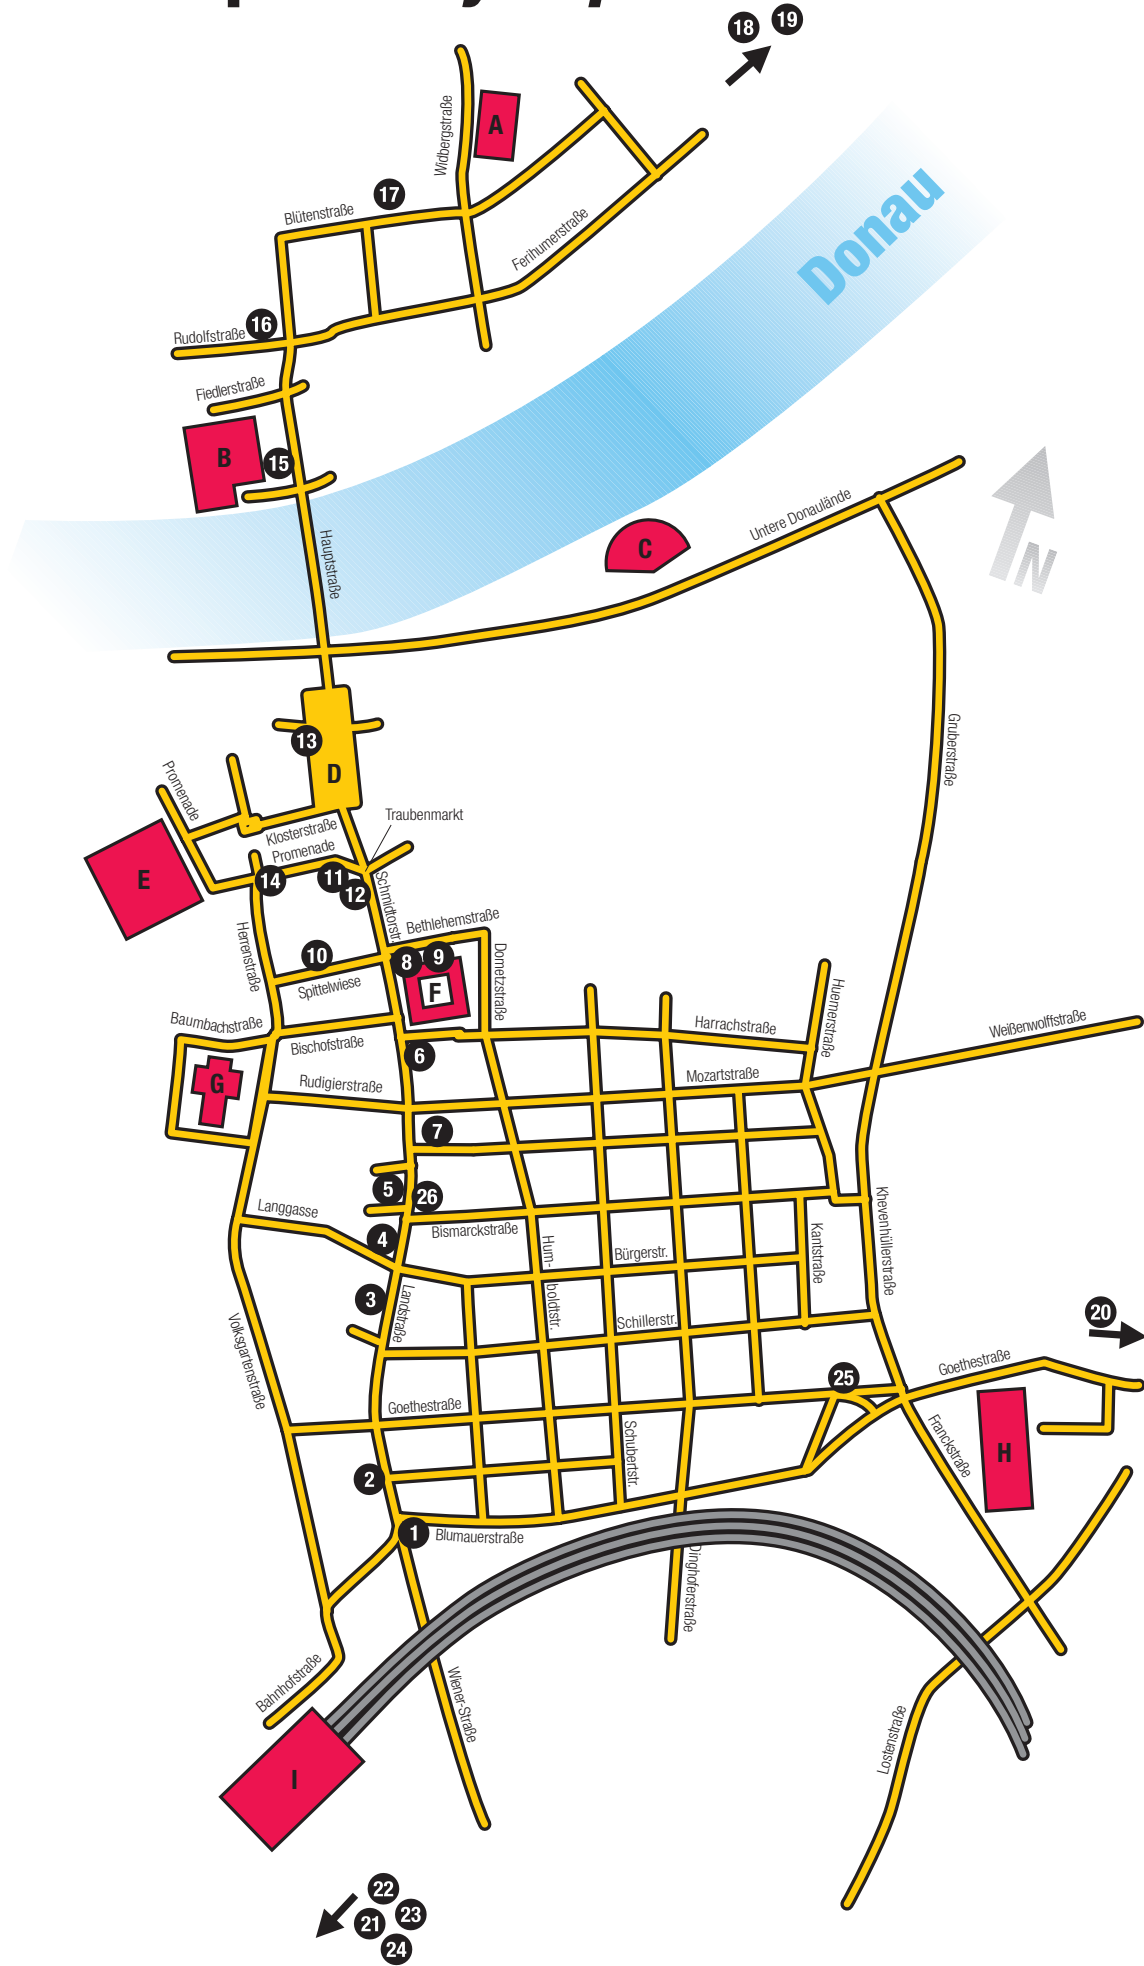 18
19
A
Widbergstraße
17
Blütenstraße
Ferihumerstraße
Donau
Rudolfstraße
16
Fiedlerstraße
B
15
Hauptstraße
C
Untere Donaulände
N
Gruberstraße
13
D
Promenade
Traubenmarkt
Klosterstraße
Promenade
E
14
11
12
Schmidtorstr.
Herrenstraße
Bethlehemstraße
10
8
9
Spittelwiese
F
Dometzstraße
Huemerstraße
Baumbachstraße
Bischofstraße
Harrachstraße
Weißenwolffstraße
6
G
Rudigierstraße
Mozartstraße
7
5
26
Langgasse
Bismarckstraße
4
Hum-
boldtstr.
Bürgerstr.
Kantstraße
Khevenhüllerstraße
3
Landstraße
Schillerstr.
Volksgartenstraße
20
25
Goethestraße
Goethestraße
Schubertstr.
Franckstraße
H
2
1
Blumauerstraße
Dinghoferstraße
Bahnhofstraße
Wiener-Straße
Lostenstraße
I
22
21
23
24